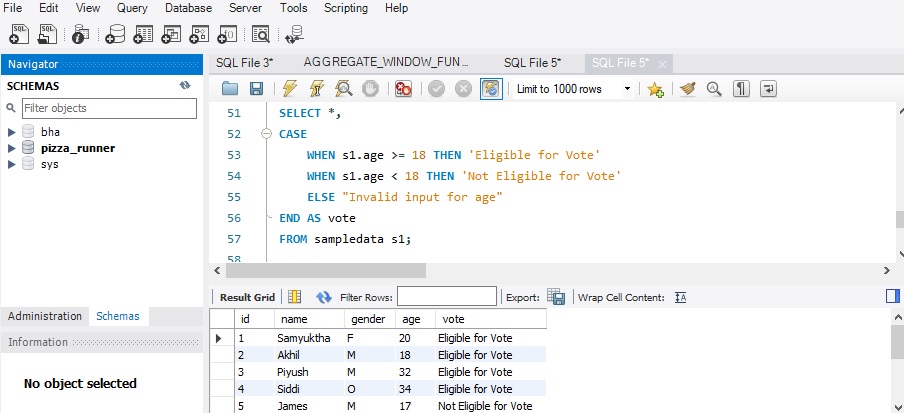 File Edit View Query Database Server Tools Scripting Help
Navigator
SCHEMAS
Filter objects
bha
pizza_runner
sys
Administration Schemas
Information
No object selected
SQL File 3* AGGREGATE_WINDOW_FUN... SQL File 5* SQL File 5*
Limit to 1000 rows
51 SELECT *,
52 CASE
53 WHEN s1.age >= 18 THEN 'Eligible for Vote'
54 WHEN s1.age < 18 THEN 'Not Eligible for Vote'
55 ELSE "Invalid input for age"
56 END AS vote
57 FROM sampledata s1;
58
Result Grid Filter Rows: Export: Wrap Cell Content:
id name gender age vote
1 Samyuktha F 20 Eligible for Vote
2 Akhil M 18 Eligible for Vote
3 Piyush M 32 Eligible for Vote
4 Siddi O 34 Eligible for Vote
5 James M 17 Not Eligible for Vote